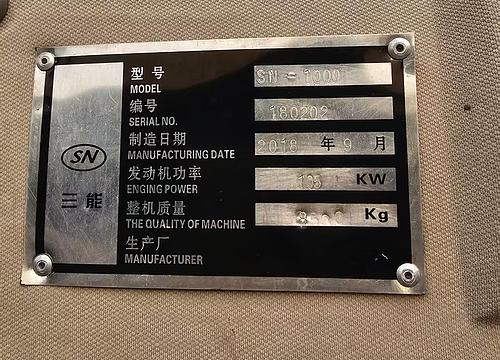 SN
三能
型号
MODEL
SN-1000
编号
SERIAL NO.
180202
制造日期
MANUFACTURING DATE
2018 年 9 月
发动机功率
ENGING POWER
KW
整机质量
THE QUALITY OF MACHINE
Kg
生产厂
MANUFACTURER